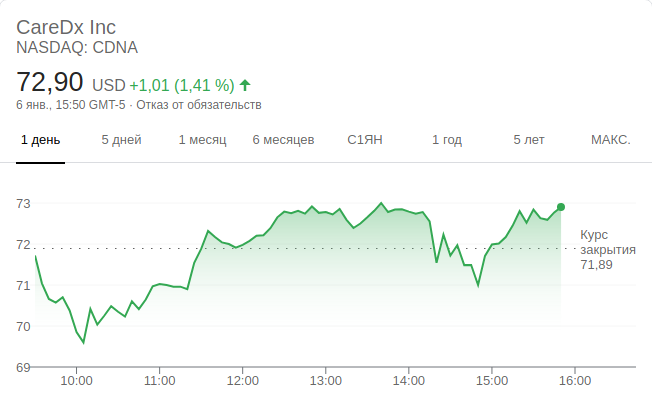 CareDx Inc
NASDAQ: CDNA
72,90 USD +1,01 (1,41 %)
6 янв., 15:50 GMT-5 · Отказ от обязательств
1 день 5 дней 1 месяц 6 месяцев С1ЯН 1 год 5 лет МАКС.
73
72
71
70
69
Курс
закрытия
71,89
10:00 11:00 12:00 13:00 14:00 15:00 16:00